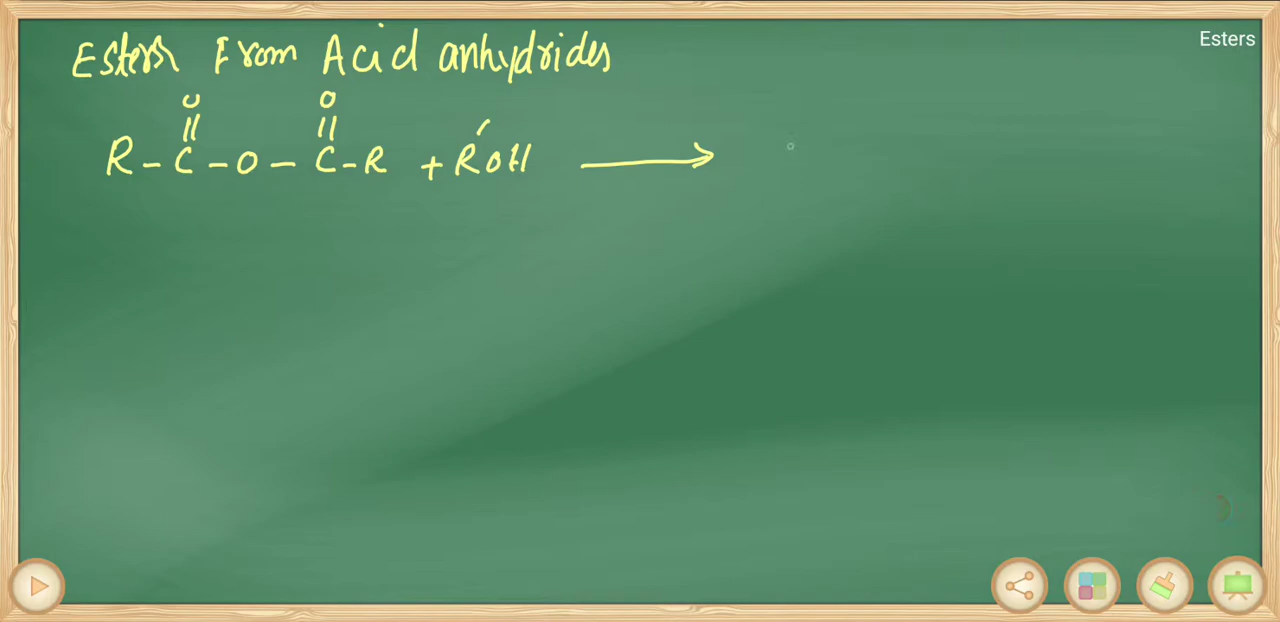 Esters From Acid anhydrides
Esters
O O
|| ||
R - C - O - C - R + R'OH ⟶